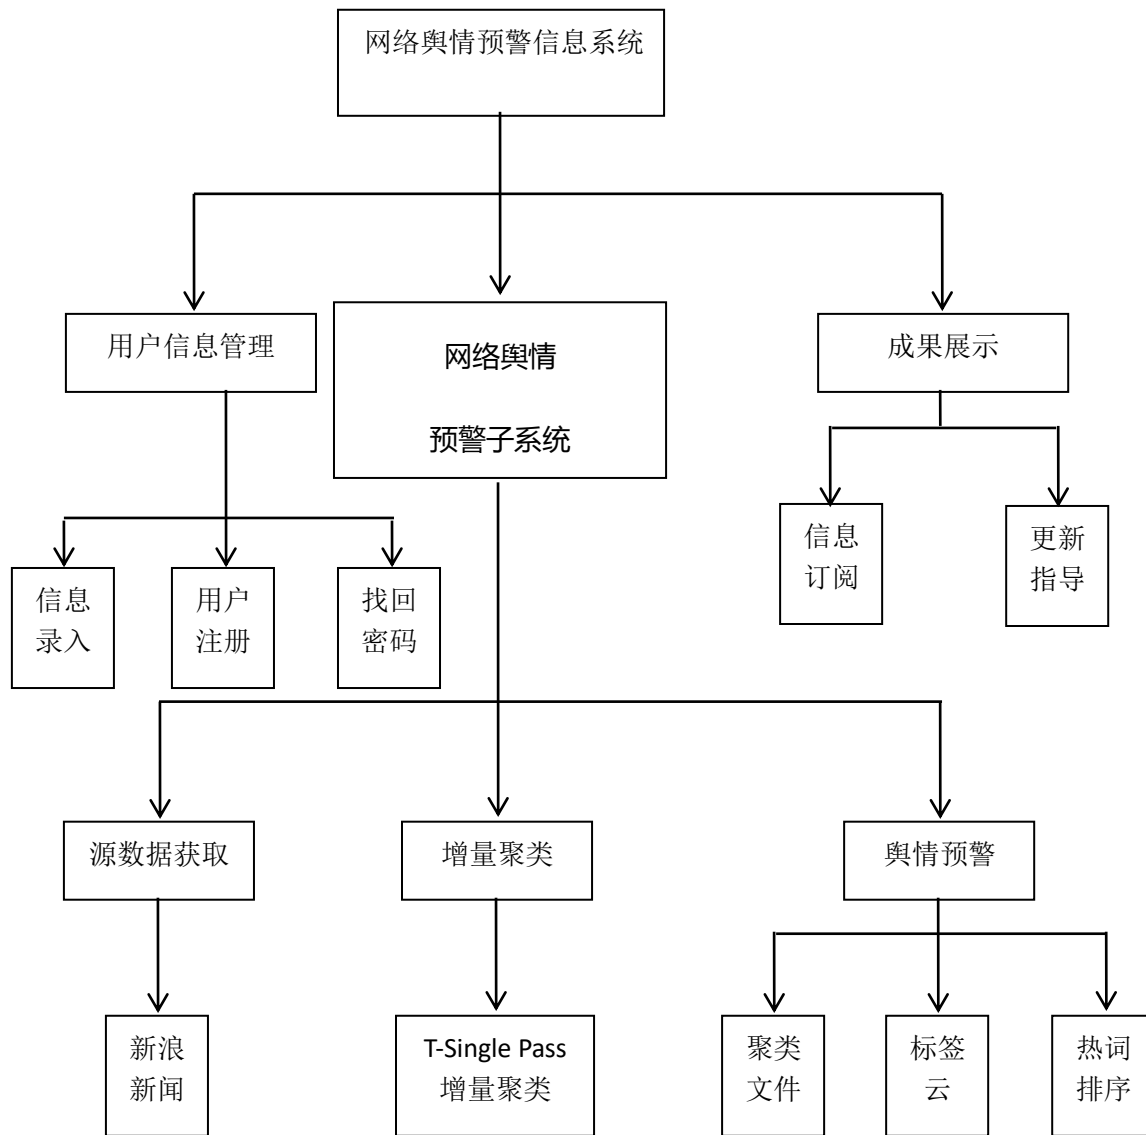 网络舆情预警信息系统
用户信息管理
网络舆情
预警子系统
成果展示
信息
录入
用户
注册
找回
密码
信息
订阅
更新
指导
源数据获取
增量聚类
舆情预警
新浪
新闻
T-Single Pass
增量聚类
聚类
文件
标签
云
热词
排序